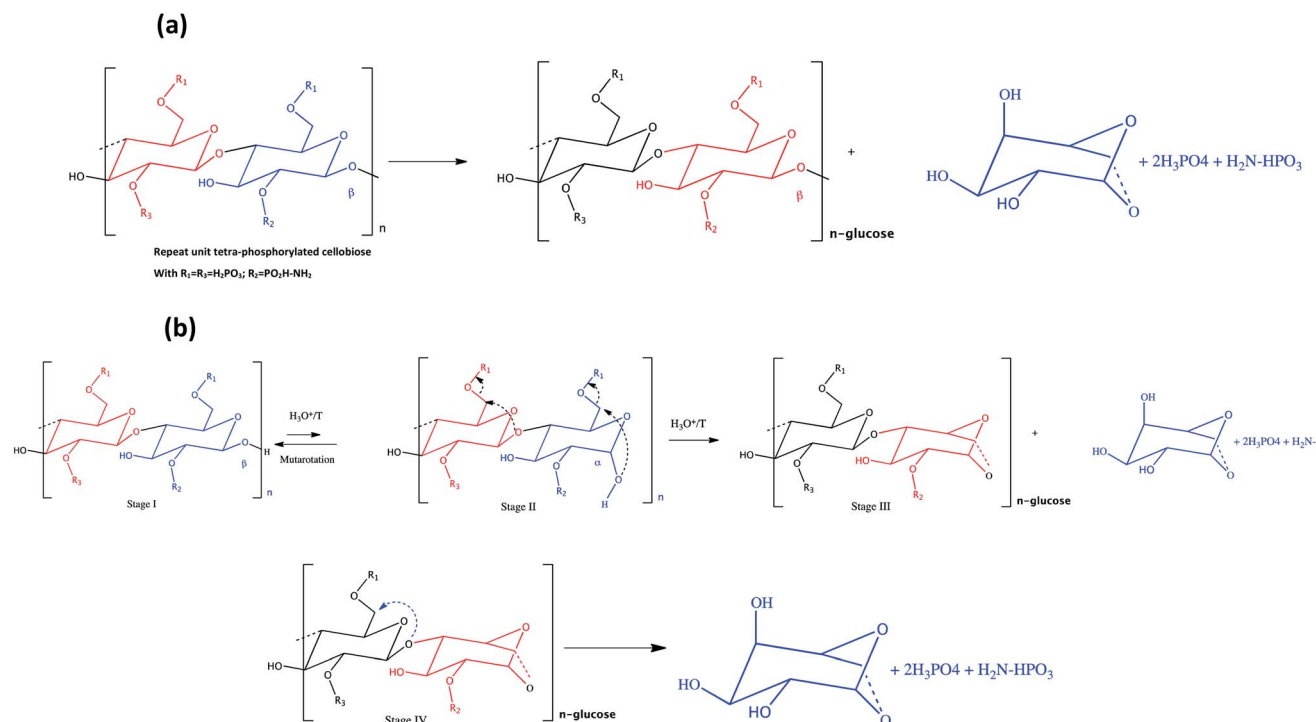 (a)
R₁ R₁ R₁ R₁
O O O O OH
O O O O O
O O O O
HO HO β HO HO β HO HO O
O O O O
R₃ R₂ R₃ R₂
+
+ 2H₃PO4 + H₂N-HPO₃
n
n-glucose
Repeat unit tetra-phosphorylated cellobiose
With R₁=R₃=H₂PO₃; R₂=PO₂H-NH₂
(b)
R₁ R₁ R₁ R₁ R₁
O O O O O OH
O O O O O O O
H₃O⁺/T
Mutarotation
H₃O⁺/T
O O H O O O
HO HO β HO HO α HO HO O HO HO O
O O O O O O O
R₃ R₂ R₃ R₂ H R₃ R₂
+
+ 2H₃PO4 + H₂N-
n
n
n-glucose
Stage I
Stage II
Stage III
R₁
O OH
O O O
O
HO HO O HO HO O
O O
R₃ R₂
+ 2H₃PO4 + H₂N-HPO₃
n-glucose
Stage IV